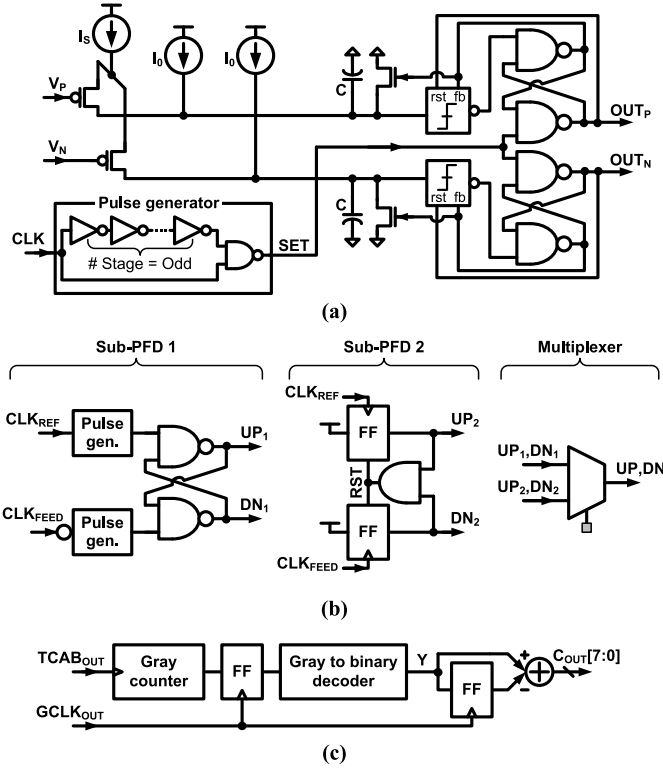 I_S
I_0
I_0
V_P
C
rst fb
OUT_P
V_N
OUT_N
C
rst fb
Pulse generator
CLK
# Stage = Odd
SET
(a)
Sub-PFD 1
Sub-PFD 2
Multiplexer
CLK_REF
Pulse gen.
UP_1
CLK_FEED
Pulse gen.
DN_1
CLK_REF
FF
UP_2
RST
FF
DN_2
CLK_FEED
UP_1,DN_1
UP_2,DN_2
UP,DN
(b)
TCAB_OUT
Gray counter
FF
Gray to binary decoder
Y
FF
+
−
C_OUT[7:0]
GCLK_OUT
(c)